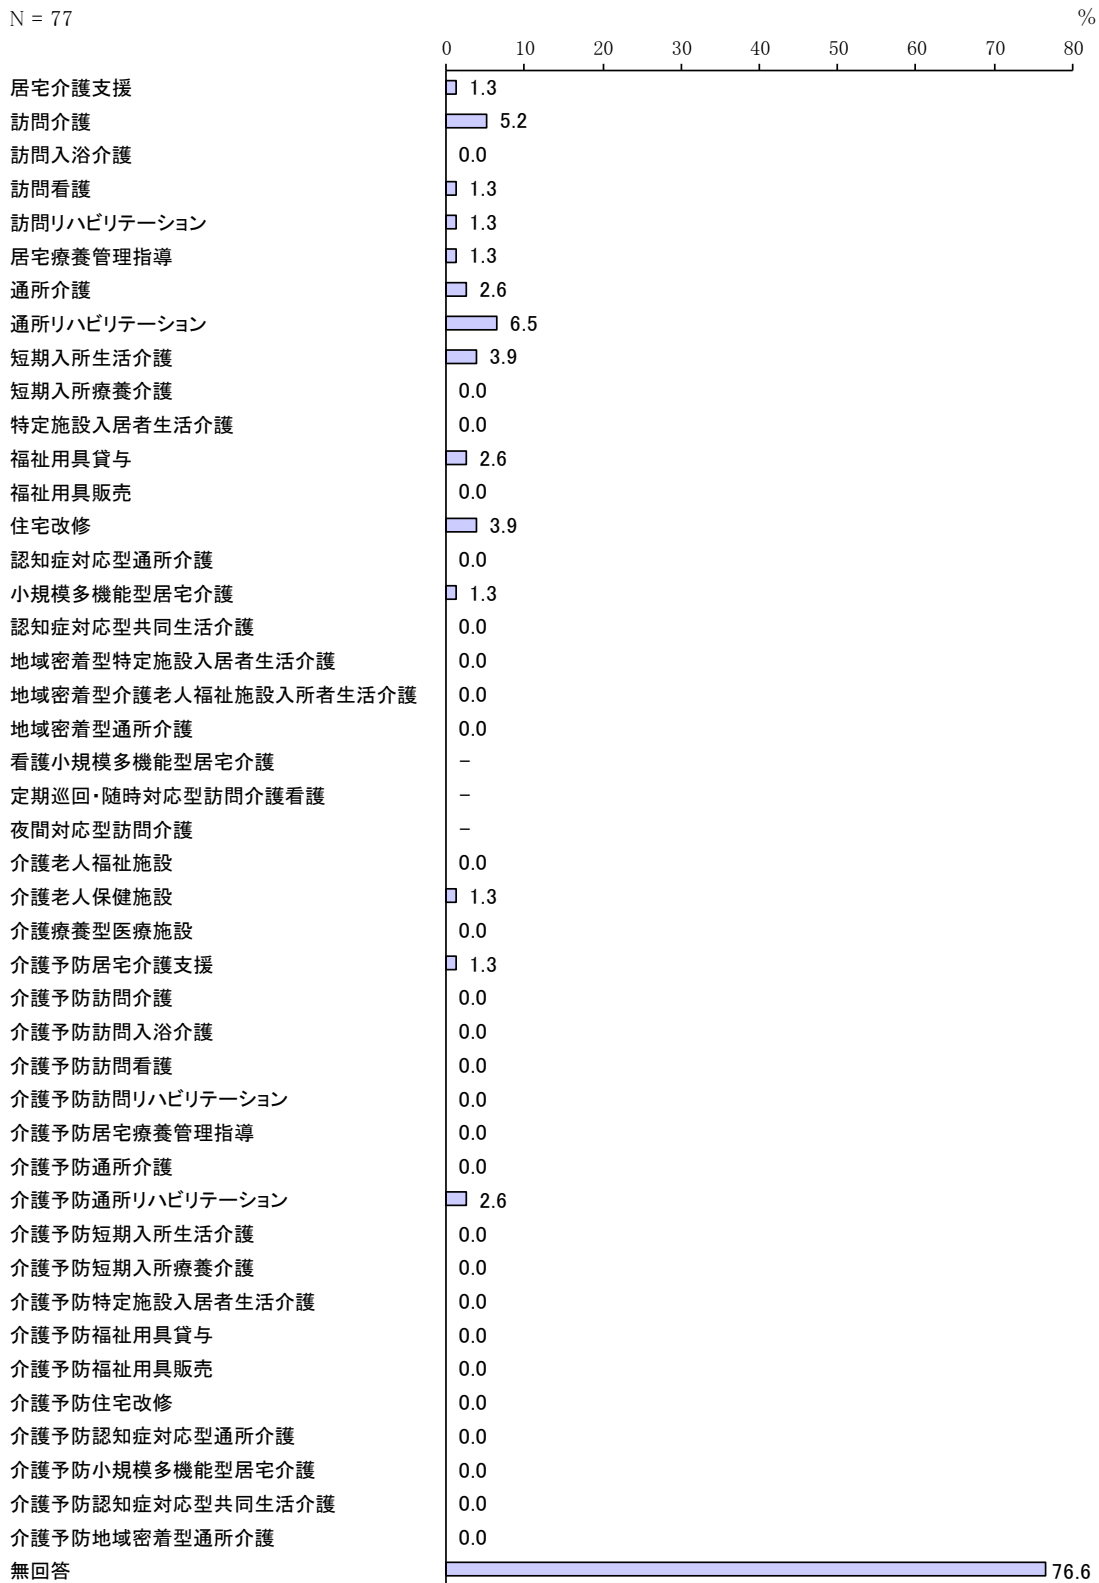 N = 77 %
0 10 20 30 40 50 60 70 80
居宅介護支援 1.3
訪問介護 5.2
訪問入浴介護 0.0
訪問看護 1.3
訪問リハビリテーション 1.3
居宅療養管理指導 1.3
通所介護 2.6
通所リハビリテーション 6.5
短期入所生活介護 3.9
短期入所療養介護 0.0
特定施設入居者生活介護 0.0
福祉用具貸与 2.6
福祉用具販売 0.0
住宅改修 3.9
認知症対応型通所介護 0.0
小規模多機能型居宅介護 1.3
認知症対応型共同生活介護 0.0
地域密着型特定施設入居者生活介護 0.0
地域密着型介護老人福祉施設入所者生活介護 0.0
地域密着型通所介護 0.0
看護小規模多機能型居宅介護 －
定期巡回・随時対応型訪問介護看護 －
夜間対応型訪問介護 －
介護老人福祉施設 0.0
介護老人保健施設 1.3
介護療養型医療施設 0.0
介護予防居宅介護支援 1.3
介護予防訪問介護 0.0
介護予防訪問入浴介護 0.0
介護予防訪問看護 0.0
介護予防訪問リハビリテーション 0.0
介護予防居宅療養管理指導 0.0
介護予防通所介護 0.0
介護予防通所リハビリテーション 2.6
介護予防短期入所生活介護 0.0
介護予防短期入所療養介護 0.0
介護予防特定施設入居者生活介護 0.0
介護予防福祉用具貸与 0.0
介護予防福祉用具販売 0.0
介護予防住宅改修 0.0
介護予防認知症対応型通所介護 0.0
介護予防小規模多機能型居宅介護 0.0
介護予防認知症対応型共同生活介護 0.0
介護予防地域密着型通所介護 0.0
無回答 76.6